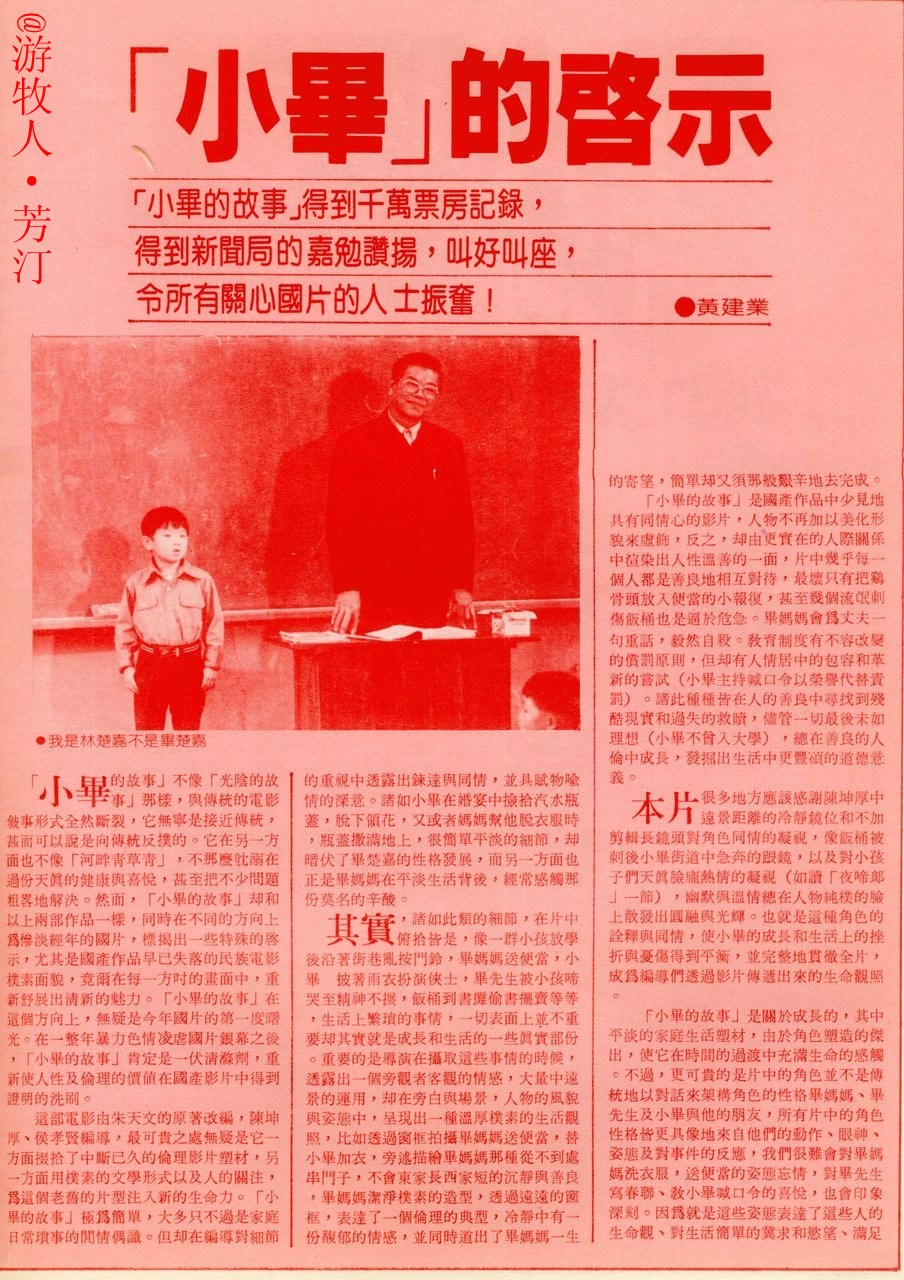 @游牧人・芳汀
「小畢」的啓示
「小畢的故事」得到千萬票房記錄，
得到新聞局的嘉勉讚揚，叫好叫座，
令所有關心國片的人士振奮！
●黃建業
●我是林楚嘉不是畢楚嘉
「小畢的故事」不像「光陰的故
事」那樣，與傳統的電影
敍事形式全然斷裂，它無寧是接近傳統，
甚而可以說是向傳統反撲的。它在另一方
面也不像「河畔青草青」，不那麼忱溺在
過份天眞的健康與喜悅，甚至把不少問題
粗畧地解決。然而，「小畢的故事」却和
以上兩部作品一樣，同時在不同的方向上
爲慘淡經年的國片，標揭出一些特殊的啓
示，尤其是國產作品早已失落的民族電影
樸素面貌，竟爾在每一方吋的畫面中，重
新舒展出清新的魅力。「小畢的故事」在
這個方向上，無疑是今年國片的第一度曙
光。在一整年暴力色情凌虐國片銀幕之後
，「小畢的故事」肯定是一伏清滌劑，重
新使人性及倫理的價値在國產影片中得到
證明的洗刷。
這部電影由朱天文的原著改編，陳坤
厚、侯孝賢編導，最可貴之處無疑是它一
方面掇拾了中斷已久的倫理影片塑材，另
一方面用樸素的文學形式以及人的關注，
爲這個老舊的片型注入新的生命力。「小
畢的故事」極爲簡單，大多只不過是家庭
日常瑣事的閒情偶識。但却在編導對細節
的重視中透露出鍊達與同情，並具賦物喻
情的深意。諸如小畢在婚宴中撿拾汽水瓶
蓋，脫下領花，又或者媽媽幫他脫衣服時
，瓶蓋撒滿地上，很簡單平淡的細節，却
暗伏了畢楚嘉的性格發展，而另一方面也
正是畢媽媽在平淡生活背後，經常感觸那
份莫名的辛酸。
其實，諸如此類的細節，在片中
俯拾皆是，像一群小孩放學
後沿著街巷亂按門鈴，媽媽送便當，小
畢　披著雨衣扮演俠士，畢先生被小孩啼
哭至精神不振，飯桶到書攤偷書擺賣等等
，生活上繁瑣的事情，一切表面上並不重
要却其實就是成長和生活的一些眞實部份
。重要的是導演在攝取這些事情的時候，
透露出一個旁觀者客觀的情感，大量中遠
景的運用，却在旁白與場景，人物的風貌
與姿態中，呈現出一種溫厚樸素的生活觀
照，比如透過窗框拍攝畢媽媽送便當，替
小畢加衣，旁述描繪畢媽媽那種從不到處
串門子，不會東家長西家短的沉靜與善良
，畢媽媽潔淨樸素的造型，透過遠遠的窗
框，表達了一個倫理的典型，冷靜中有一
份馥郁的情感，並同時道出了畢媽媽一生
的寄望，簡單却又須那般艱辛地去完成。
「小畢的故事」是國產作品中少見地
具有同情心的影片，人物不再加以美化形
貌來虛飾，反之，却由更實在的人際關係
中渲染出人性溫善的一面，片中幾乎每一
個人都是善良地相互對待，最壞只有把鷄
骨頭放入便當的小報復，甚至幾個流氓刺
傷飯桶也是逼於危急。畢媽媽會爲丈夫一
句重話，毅然自殺。敎育制度有不容改變
的償罰原則，但却有人情居中的包容和革
新的嘗試（小畢主持喊口令以榮譽代替責
罰）。諸此種種皆在人的善良中尋找到殘
酷現實和過失的救贖，儘管一切最後未如
理想（小畢不曾入大學），總在善良的人
倫中成長，發掘出生活中更豐碩的道德意
義。
本片很多地方應該感謝陳坤厚中
遠景距離的冷靜鏡位和不加
剪輯長鏡頭對角色同情的凝視，像飯桶被
刺後小畢街道中急奔的跟鏡，以及對小孩
子們天眞臉龐熱情的凝視（如讀「夜啼郎
」一節），幽默與溫情總在人物純樸的臉
上散發出圓融與光輝。也就是這種角色的
詮釋與同情，使小畢的成長和生活上的挫
折與憂傷得到平衡，並完整地貫徹全片，
成爲編導們透過影片傳遞出來的生命觀照
。
「小畢的故事」是關於成長的，其中
平淡的家庭生活塑材，由於角色塑造的傑
出，使它在時間的過渡中充滿生命的感觸
。不過，更可貴的是片中的角色並不是傳
統地以對話來架構角色的性格畢媽媽、畢
先生及小畢與他的朋友，所有片中的角色
性格皆更具像地來自他們的動作、眼神、
姿態及對事件的反應，我們很難會對畢媽
媽洗衣服，送便當的姿態忘情，對畢先生
寫春聯、敎小畢喊口令的喜悅，也會印象
深刻。因爲就是這些姿態表達了這些人的
生命觀、對生活簡單的冀求和慾望、滿足